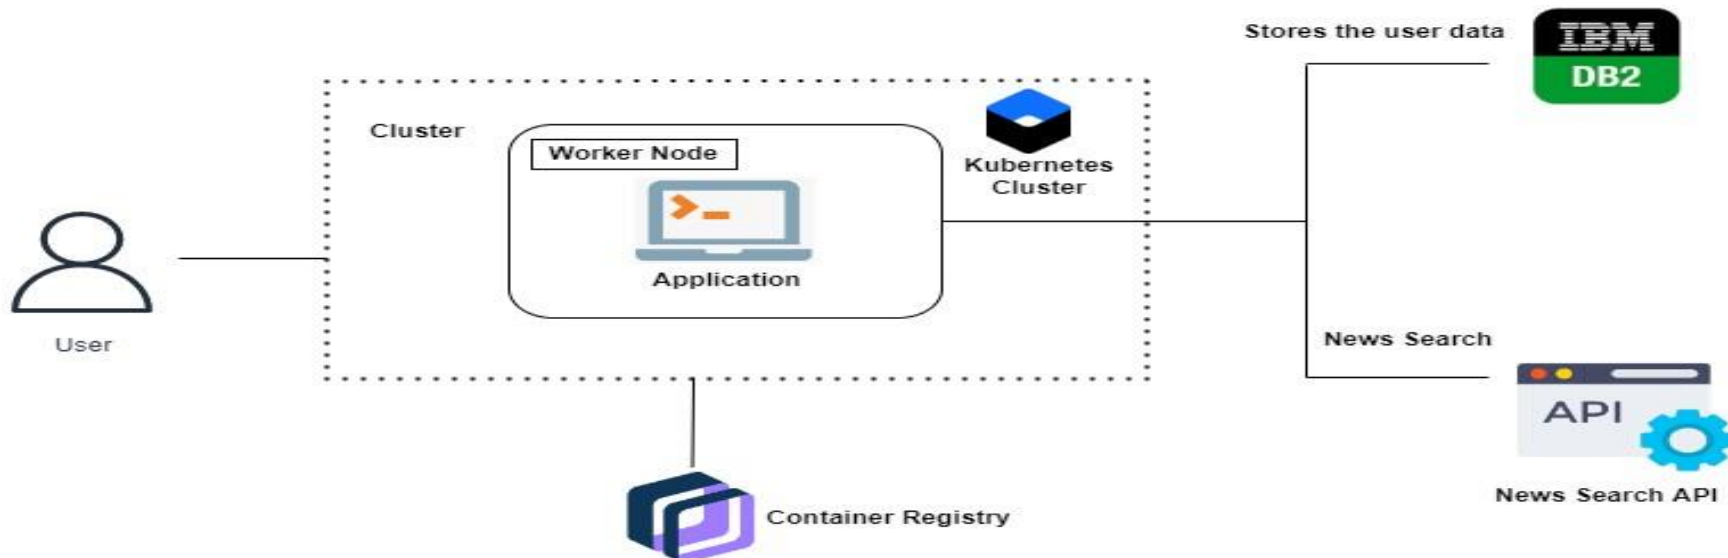 Stores the user data
IBM
DB2
Cluster
Worker Node
Kubernetes
Cluster
Application
User
News Search
API
News Search API
Container Registry